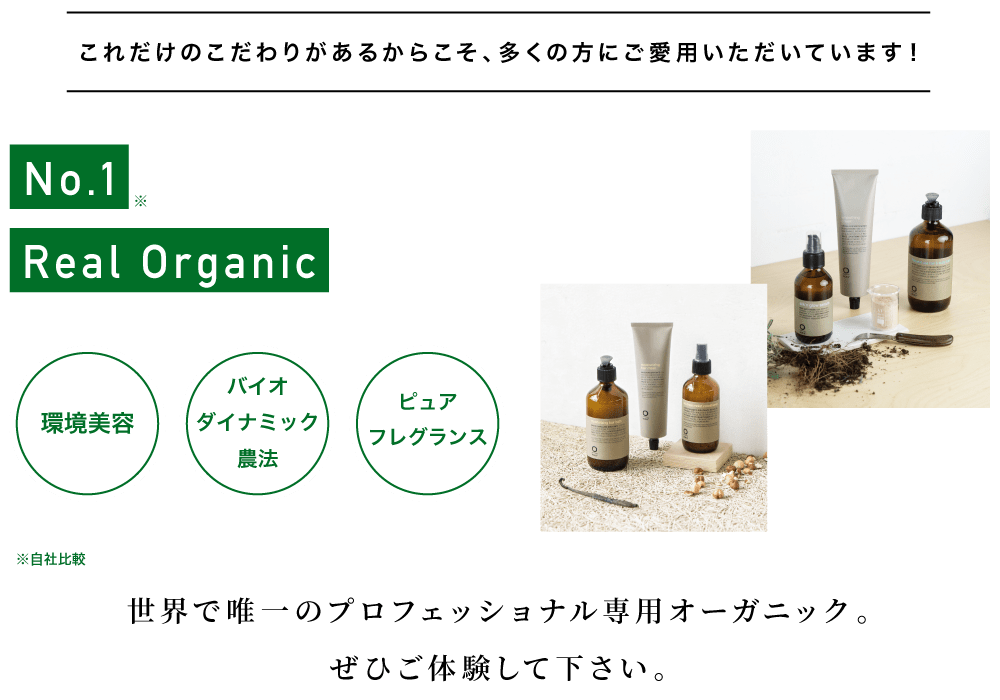 これだけのこだわりがあるからこそ、多くの方にご愛用いただいています！
No.1
※
Real Organic
環境美容
バイオ
ダイナミック
農法
ピュア
フレグランス
※自社比較
世界で唯一のプロフェッショナル専用オーガニック。
ぜひご体験して下さい。